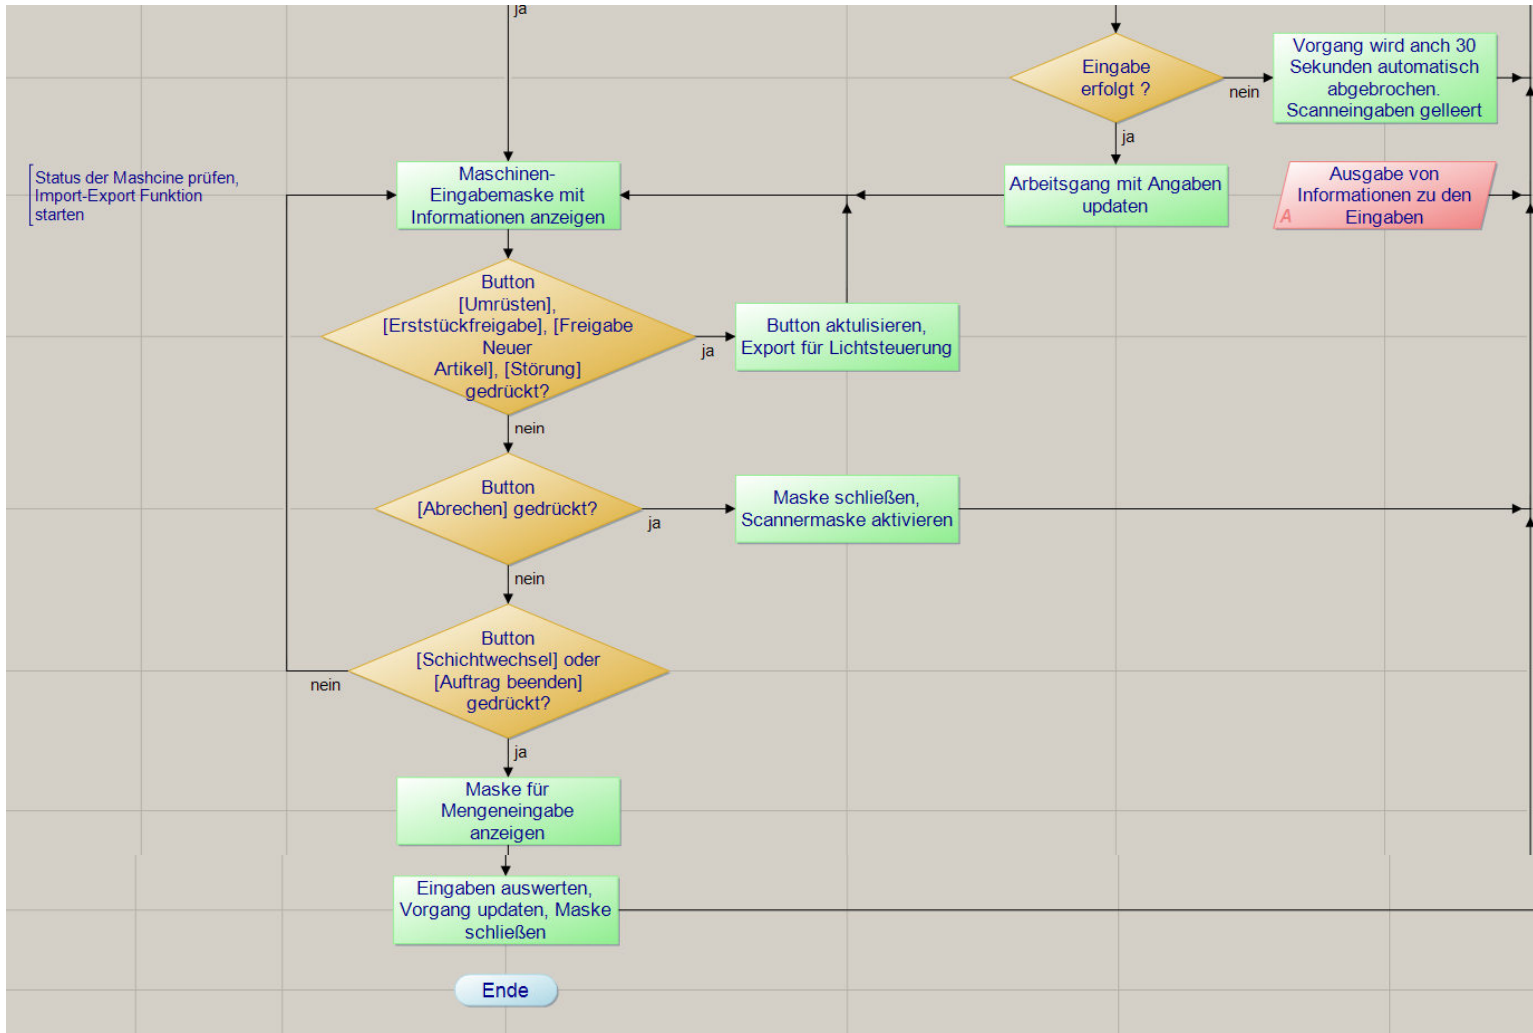 ja
Eingabe
erfolgt ?
nein
Vorgang wird anch 30
Sekunden automatisch
abgebrochen.
Scanneingaben gelleert
ja
Status der Mashcine prüfen,
Import-Export Funktion
starten
Maschinen-
Eingabemaske mit
Informationen anzeigen
Arbeitsgang mit Angaben
updaten
Ausgabe von
Informationen zu den
Eingaben
A
Button
[Umrüsten],
[Erststückfreigabe], [Freigabe
Neuer
Artikel], [Störung]
gedrückt?
ja
Button aktulisieren,
Export für Lichtsteuerung
nein
Button
[Abrechen] gedrückt?
ja
Maske schließen,
Scannermaske aktivieren
nein
Button
[Schichtwechsel] oder
[Auftrag beenden]
gedrückt?
nein
ja
Maske für
Mengeneingabe
anzeigen
Eingaben auswerten,
Vorgang updaten, Maske
schließen
Ende